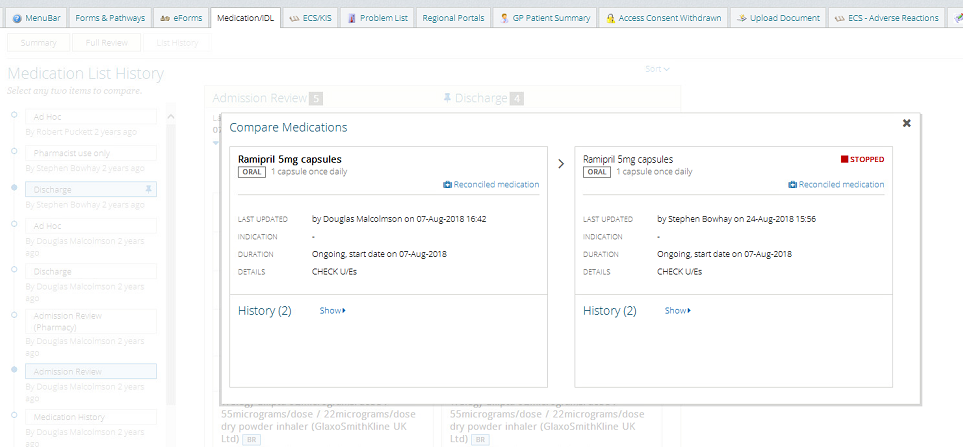 MenuBar
Forms & Pathways
eForms
Medication/IDL
ECS/KIS
Problem List
Regional Portals
GP Patient Summary
Access Consent Withdrawn
Upload Document
ECS - Adverse Reactions
Summary
Full Review
List History
Medication List History
Select any two items to compare.
Sort
Ad Hoc
By Robert Puckett 2 years ago
Pharmacist use only
By Stephen Bowhay 2 years ago
Discharge
By Stephen Bowhay 2 years ago
Ad Hoc
By Douglas Malcolmson 2 years
ago
Discharge
By Douglas Malcolmson 2 years
ago
Admission Review
(Pharmacy)
By Douglas Malcolmson 2 years
ago
Admission Review
By Douglas Malcolmson 2 years
ago
Medication History
By Douglas Malcolmson 2 years
Admission Review 5
Discharge 4
Compare Medications
Ramipril 5mg capsules
ORAL 1 capsule once daily
Reconciled medication
LAST UPDATED by Douglas Malcolmson on 07-Aug-2018 16:42
INDICATION -
DURATION Ongoing, start date on 07-Aug-2018
DETAILS CHECK U/Es
History (2) Show
Ramipril 5mg capsules STOPPED
ORAL 1 capsule once daily
Reconciled medication
LAST UPDATED by Stephen Bowhay on 24-Aug-2018 15:56
INDICATION -
DURATION Ongoing, start date on 07-Aug-2018
DETAILS CHECK U/Es
History (2) Show
55micrograms/dose / 22micrograms/dose
dry powder inhaler (GlaxoSmithKline UK
Ltd) BR
55micrograms/dose / 22micrograms/dose
dry powder inhaler (GlaxoSmithKline UK
Ltd) BR